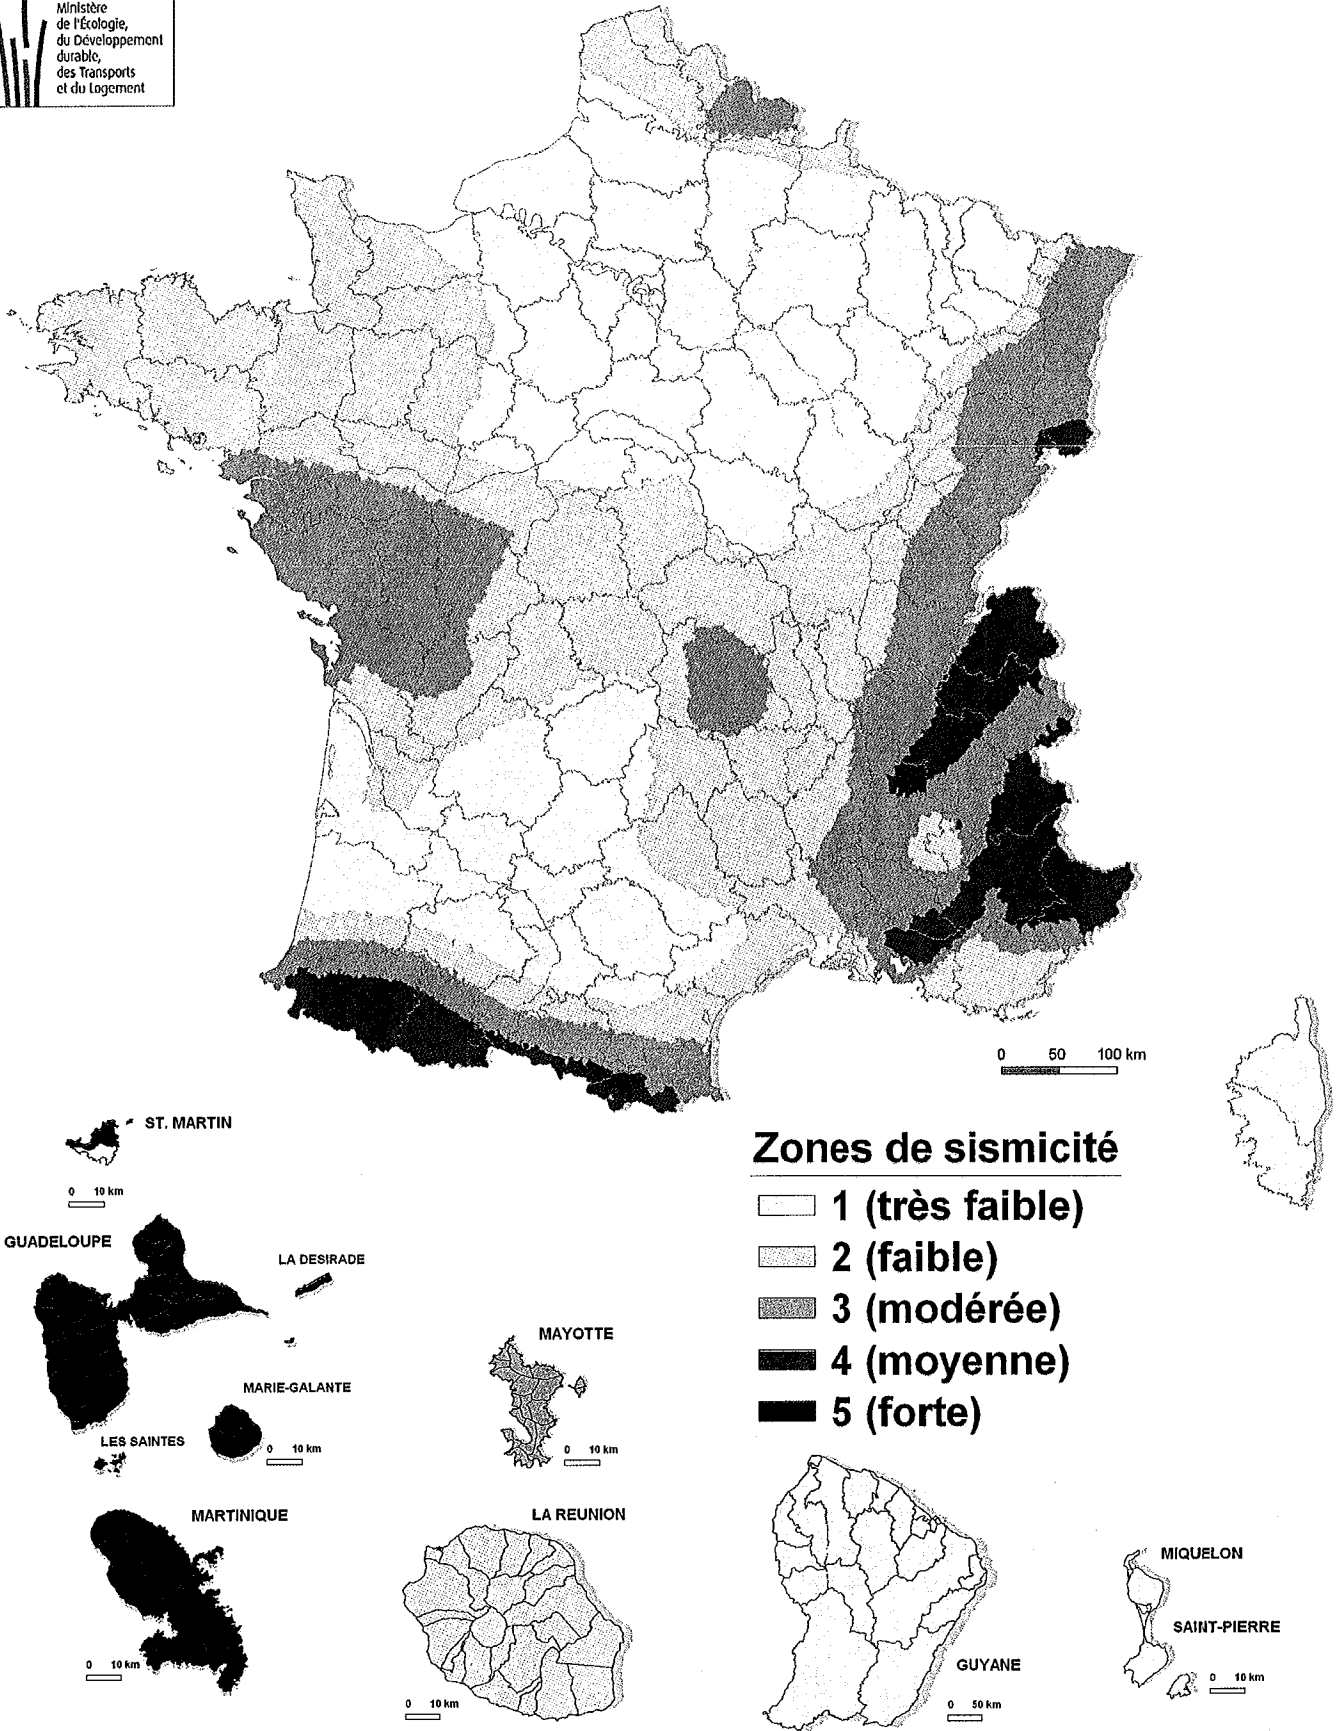 Ministère
de l'Écologie,
du Développement
durable,
des Transports
et du Logement
0 50 100 km
ST. MARTIN
0 10 km
GUADELOUPE
LA DESIRADE
MARIE-GALANTE
0 10 km
LES SAINTES
MAYOTTE
0 10 km
Zones de sismicité
1 (très faible)
2 (faible)
3 (modérée)
4 (moyenne)
5 (forte)
MARTINIQUE
0 10 km
LA REUNION
0 10 km
GUYANE
0 50 km
MIQUELON
SAINT-PIERRE
0 10 km